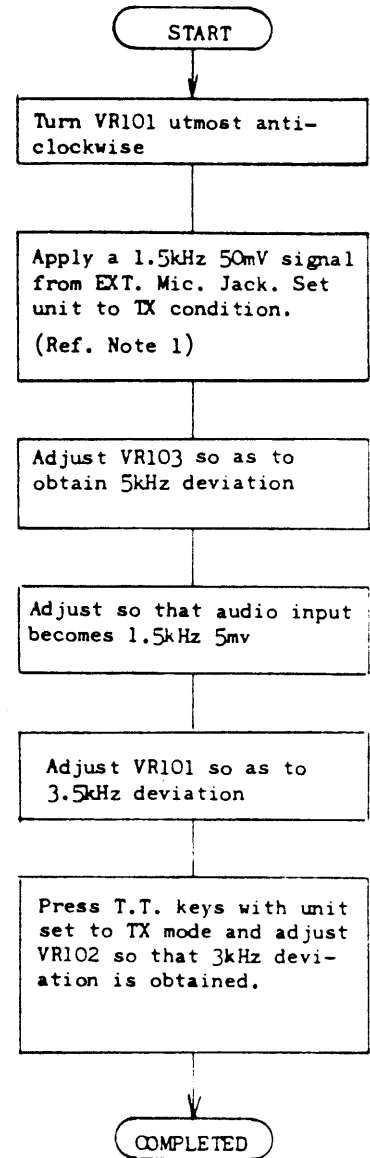 START
Turn VR101 utmost anti-
clockwise
Apply a 1.5kHz 50mV signal
from EXT. Mic. Jack. Set
unit to TX condition.
(Ref. Note 1)
Adjust VR103 so as to
obtain 5kHz deviation
Adjust so that audio input
becomes 1.5kHz 5mv
Adjust VR101 so as to
3.5kHz deviation
Press T.T. keys with unit
set to TX mode and adjust
VR102 so that 3kHz devi-
ation is obtained.
COMPLETED